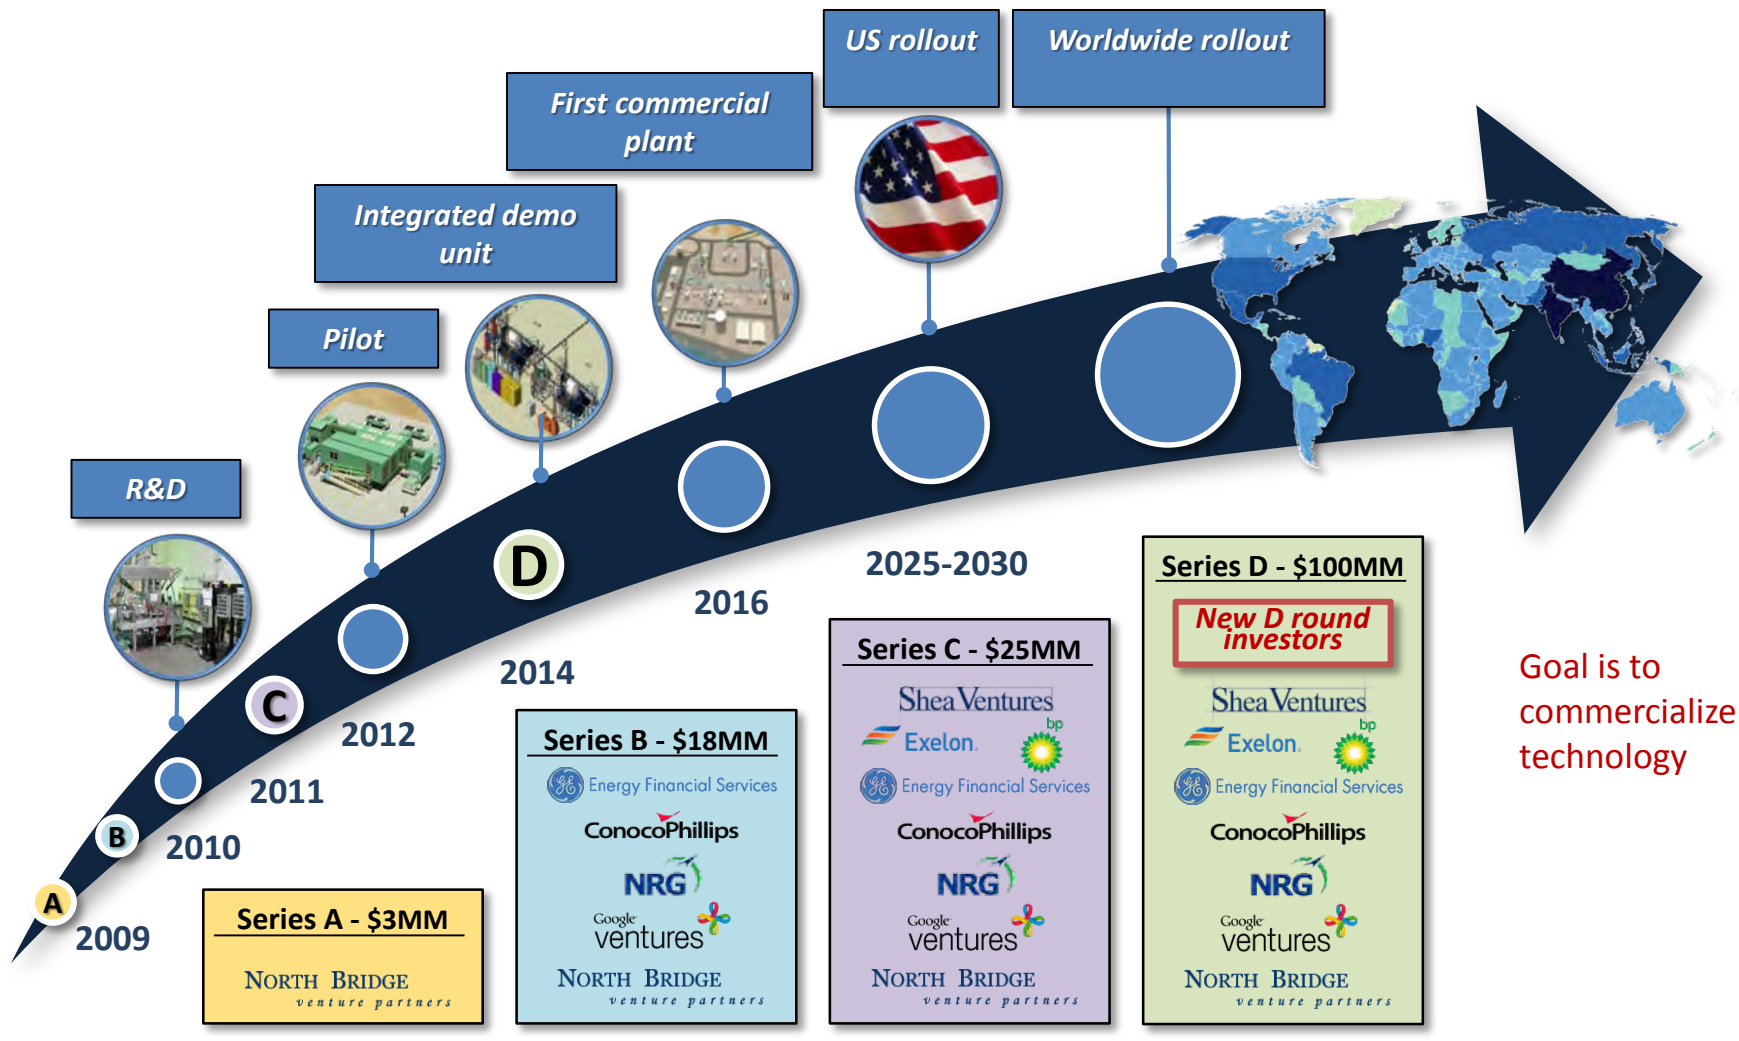 US rollout
Worldwide rollout
First commercial
plant
Integrated demo
unit
Pilot
R&D
A
B
C
D
2009
2010
2011
2012
2014
2016
2025-2030
Series A - $3MM
NORTH BRIDGE
venture partners
Series B - $18MM
GE Energy Financial Services
ConocoPhillips
NRG
Google
ventures
NORTH BRIDGE
venture partners
Series C - $25MM
Shea Ventures
bp
Exelon.
GE Energy Financial Services
ConocoPhillips
NRG
Google
ventures
NORTH BRIDGE
venture partners
Series D - $100MM
New D round
investors
Shea Ventures
bp
Exelon.
GE Energy Financial Services
ConocoPhillips
NRG
Google
ventures
NORTH BRIDGE
venture partners
Goal is to
commercialize
technology